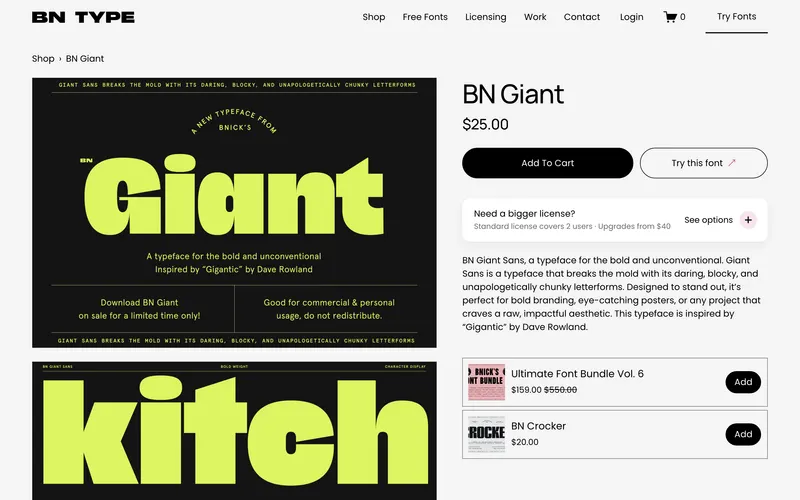 BN TYPE
Shop Free Fonts Licensing Work Contact Login 0 Try Fonts
Shop › BN Giant
GIANT SANS BREAKS THE MOLD WITH ITS DARING, BLOCKY, AND UNAPOLOGETICALLY CHUNKY LETTERFORMS
A NEW TYPEFACE FROM
BNICK'S
BN
Giant
A typeface for the bold and unconventional
Inspired by “Gigantic” by Dave Rowland
Download BN Giant
on sale for a limited time only!
Good for commercial & personal
usage, do not redistribute.
GIANT SANS BREAKS THE MOLD WITH ITS DARING, BLOCKY, AND UNAPOLOGETICALLY CHUNKY LETTERFORMS
BN GIANT SANS BOLD WEIGHT CHARACTER DISPLAY
kitch
BN Giant
$25.00
Add To Cart
Try this font ↗
Need a bigger license?
Standard license covers 2 users · Upgrades from $40
See options +
BN Giant Sans, a typeface for the bold and unconventional. Giant
Sans is a typeface that breaks the mold with its daring, blocky, and
unapologetically chunky letterforms. Designed to stand out, it’s
perfect for bold branding, eye-catching posters, or any project that
craves a raw, impactful aesthetic. This typeface is inspired by
“Gigantic” by Dave Rowland.
BNICK'S
FONT BUNDLE
Ultimate Font Bundle Vol. 6
$159.00 $550.00
Add
CROCKE
BN Crocker
$20.00
Add